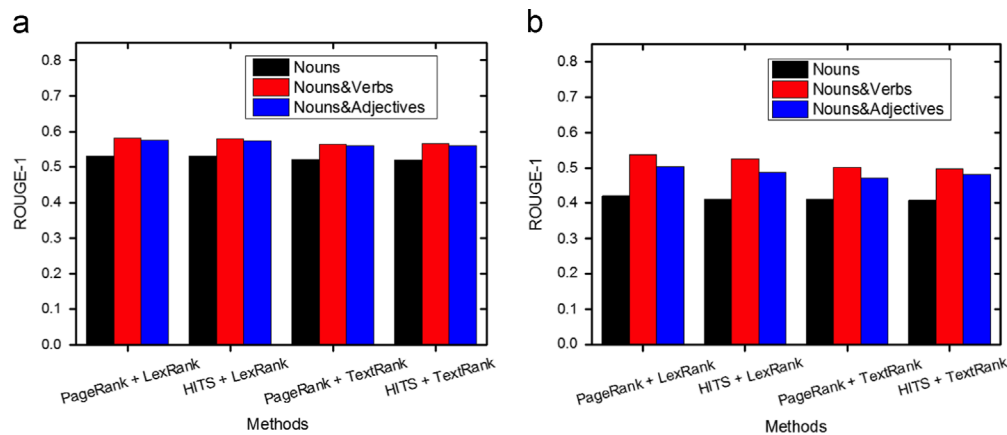 a
0.8
0.7
0.6
0.5
0.4
0.3
0.2
0.1
0.0
ROUGE-1
Nouns
Nouns&Verbs
Nouns&Adjectives
PageRank + LexRank
HITS + LexRank
PageRank + TextRank
HITS + TextRank
Methods
b
0.8
0.7
0.6
0.5
0.4
0.3
0.2
0.1
0.0
ROUGE-1
Nouns
Nouns&Verbs
Nouns&Adjectives
PageRank + LexRank
HITS + LexRank
PageRank + TextRank
HITS + TextRank
Methods